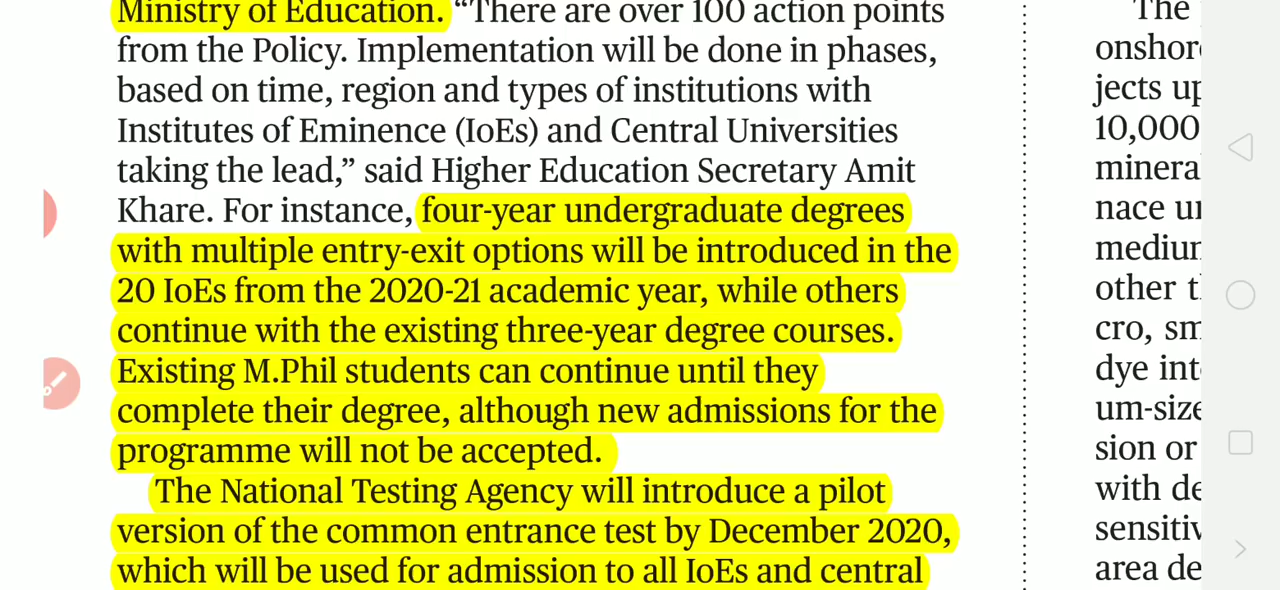 Ministry of Education. “There are over 100 action points
from the Policy. Implementation will be done in phases,
based on time, region and types of institutions with
Institutes of Eminence (IoEs) and Central Universities
taking the lead,” said Higher Education Secretary Amit
Khare. For instance, four-year undergraduate degrees
with multiple entry-exit options will be introduced in the
20 IoEs from the 2020-21 academic year, while others
continue with the existing three-year degree courses.
Existing M.Phil students can continue until they
complete their degree, although new admissions for the
programme will not be accepted.
The National Testing Agency will introduce a pilot
version of the common entrance test by December 2020,
which will be used for admission to all IoEs and central
The
onshor
jects up
10,000
minera
nace u
medium
other t
cro, sm
dye int
um-size
sion or
with de
sensitiv
area de